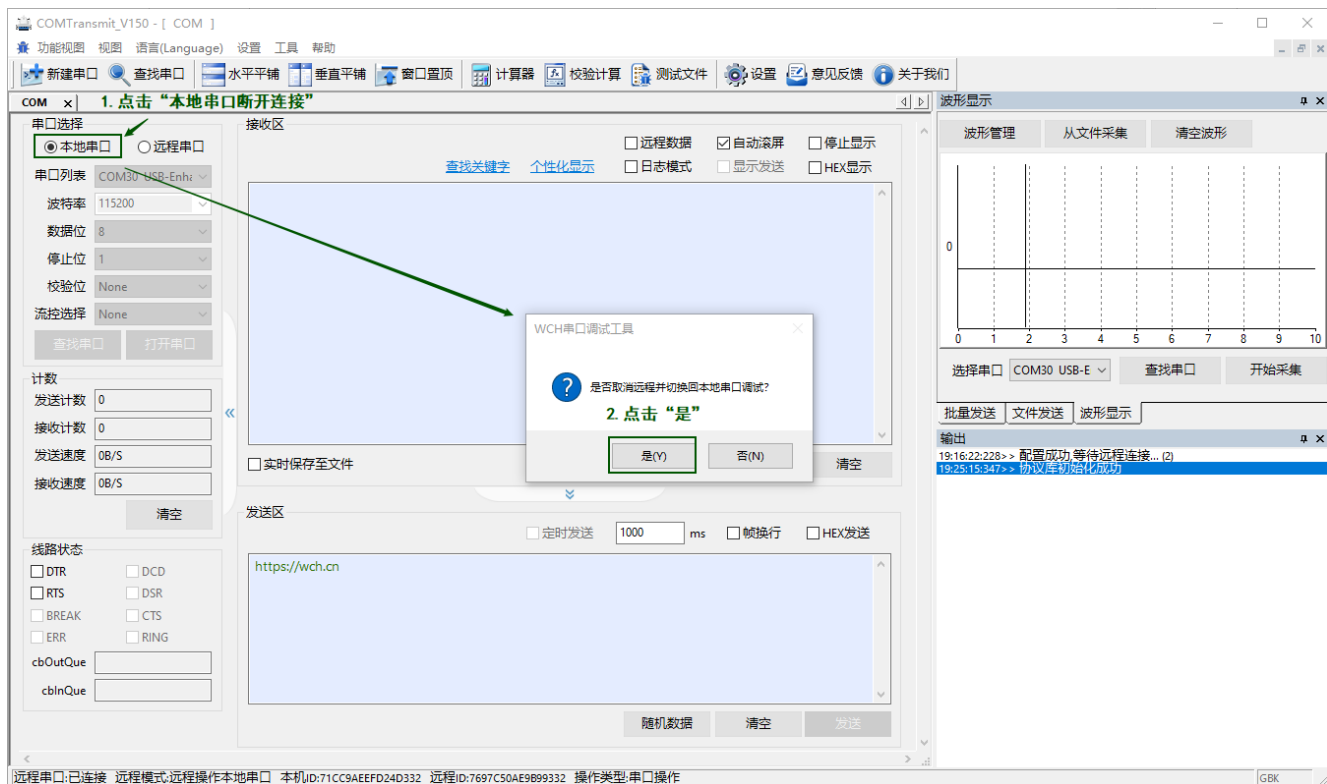 COMTransmit_V150 - [ COM ]
功能视图 视图 语言(Language) 设置 工具 帮助
新建串口 查找串口 水平平铺 垂直平铺 窗口置顶 计算器 校验计算 测试文件 设置 意见反馈 关于我们
COM x 1. 点击“本地串口断开连接”
串口选择
本地串口 远程串口
串口列表 COM30 USB-Enha
波特率 115200
数据位 8
停止位 1
校验位 None
流控选择 None
查找串口 打开串口
计数
发送计数 0
接收计数 0
发送速度 0B/S
接收速度 0B/S
清空
线路状态
DTR DCD
RTS DSR
BREAK CTS
ERR RING
cbOutQue
cbInQue
接收区
远程数据 自动滚屏 停止显示
查找关键字 个性化显示 日志模式 显示发送 HEX显示
WCH串口调试工具
是否取消远程并切换回本地串口调试?
2. 点击“是”
是(Y) 否(N)
实时保存至文件 清空
发送区
定时发送 1000 ms 帧换行 HEX发送
https://wch.cn
随机数据 清空 发送
波形显示
波形管理 从文件采集 清空波形
0
0 1 2 3 4 5 6 7 8 9 10
选择串口 COM30 USB-E 查找串口 开始采集
批量发送 文件发送 波形显示
输出
19:16:22:228>> 配置成功,等待远程连接... (2)
19:25:15:347>> 协议库初始化成功
远程串口:已连接 远程模式:远程操作本地串口 本机ID:71CC9AEEFD24D332 远程ID:7697C50AE9B99332 操作类型:串口操作 GBK